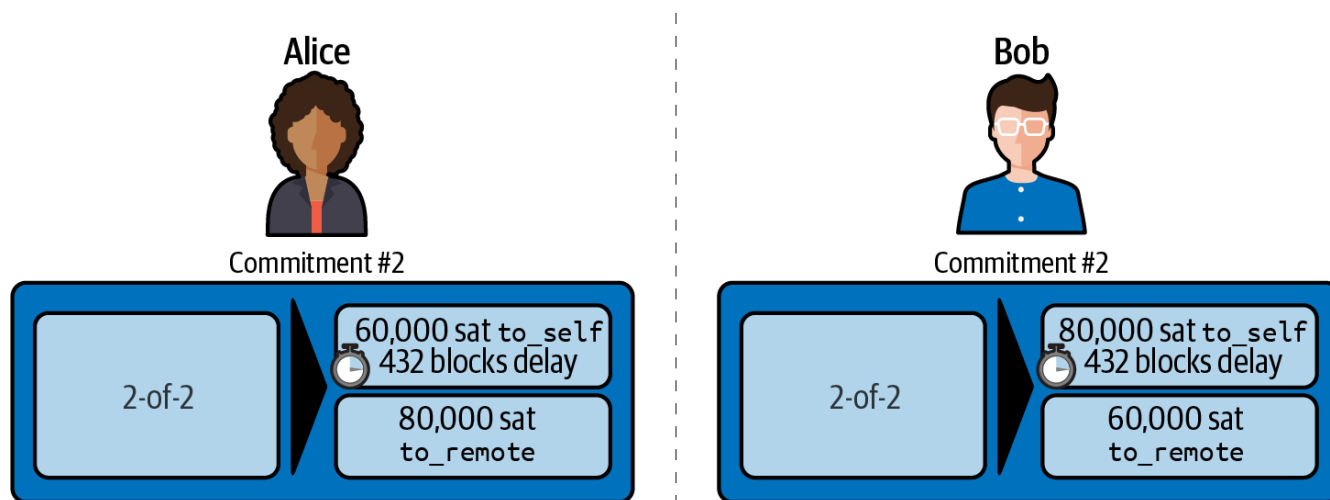 Alice
Bob
Commitment #2
Commitment #2
2-of-2
60,000 sat to_self
432 blocks delay
80,000 sat
to_remote
2-of-2
80,000 sat to_self
432 blocks delay
60,000 sat
to_remote